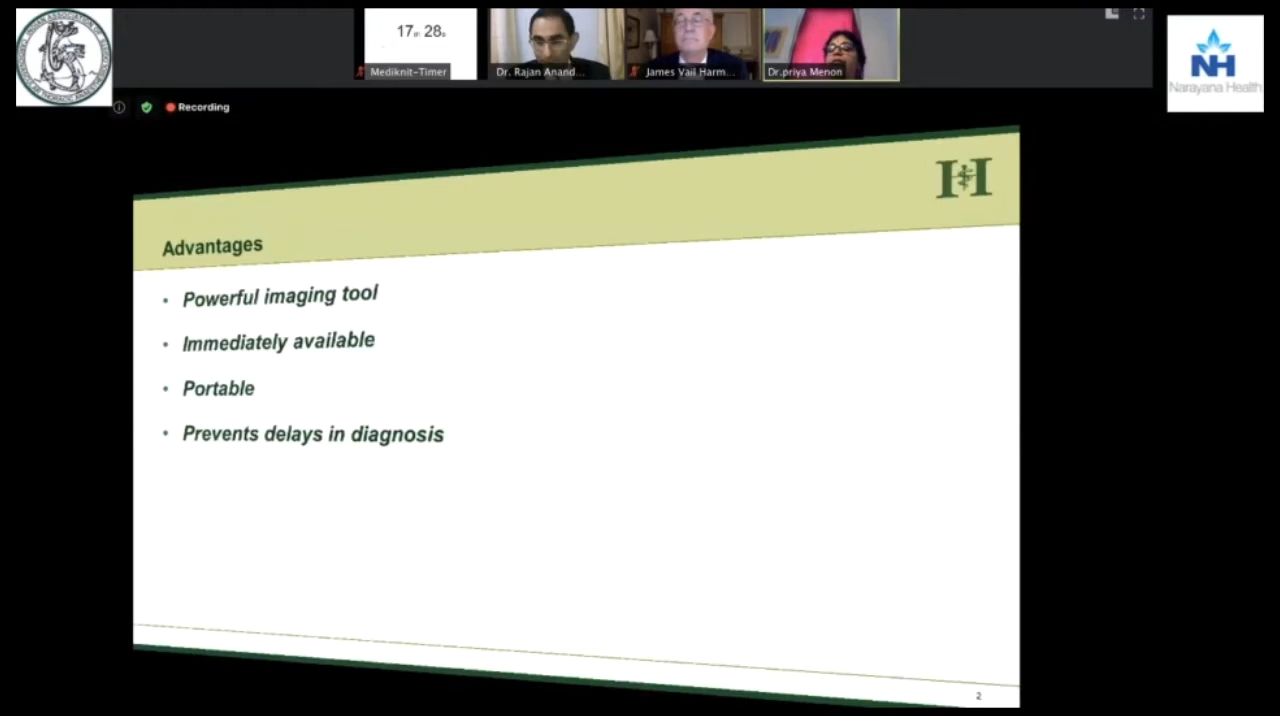 17m 28s
Mediknit-Timer
Dr. Rajan Anand...
James Vail Harm...
Dr.priya Menon
NH
Narayana Health
Recording
H
Advantages
• Powerful imaging tool
• Immediately available
• Portable
• Prevents delays in diagnosis
2